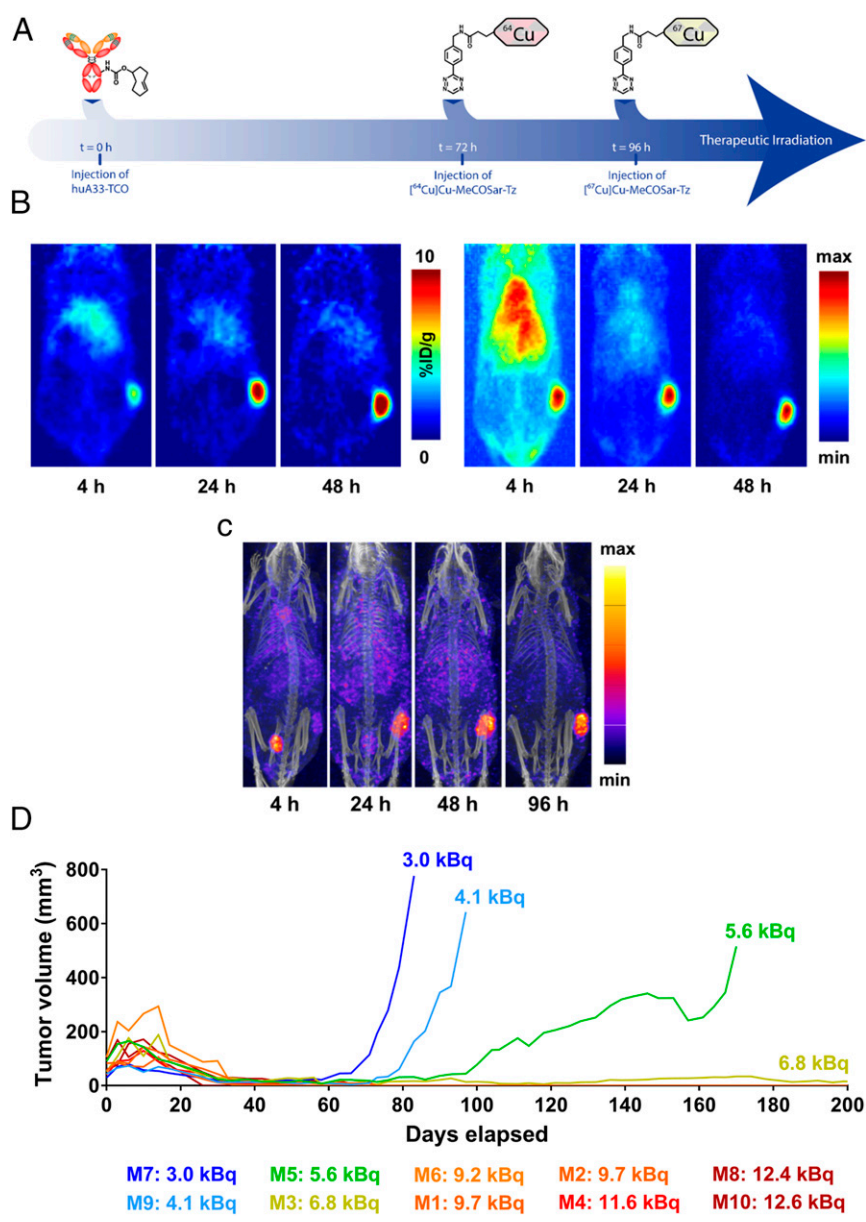 A
NH
O
H
N
O
N
H
O
64Cu
N N
N N
N
H
O
67Cu
N N
N N
Therapeutic Irradiation
t = 0 h
t = 72 h
t = 96 h
Injection of
huA33-TCO
Injection of
[⁶⁴Cu]Cu-MeCOSar-Tz
Injection of
[⁶⁷Cu]Cu-MeCOSar-Tz
B
10
%ID/g
0
max
min
4 h 24 h 48 h
4 h 24 h 48 h
C
max
min
4 h 24 h 48 h 96 h
D
Tumor volume (mm³)
800
600
400
200
0
3.0 kBq
4.1 kBq
5.6 kBq
6.8 kBq
0 20 40 60 80 100 120 140 160 180 200
Days elapsed
M7: 3.0 kBq M5: 5.6 kBq M6: 9.2 kBq M2: 9.7 kBq M8: 12.4 kBq
M9: 4.1 kBq M3: 6.8 kBq M1: 9.7 kBq M4: 11.6 kBq M10: 12.6 kBq